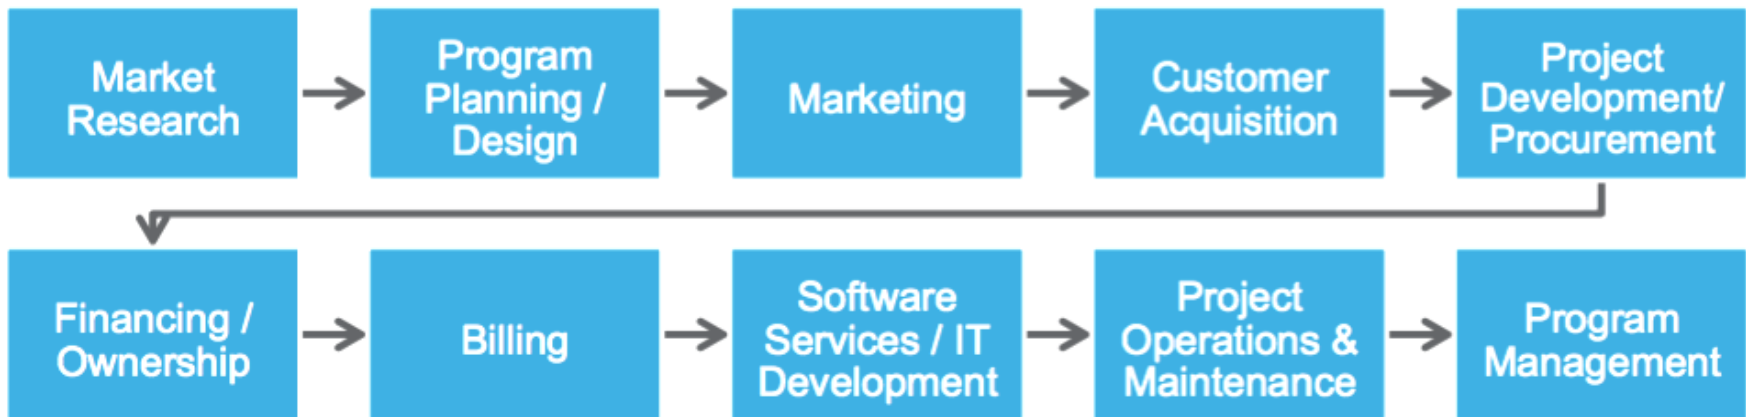 Market
Research
Program
Planning /
Design
Marketing
Customer
Acquisition
Project
Development/
Procurement
Financing /
Ownership
Billing
Software
Services / IT
Development
Project
Operations &
Maintenance
Program
Management